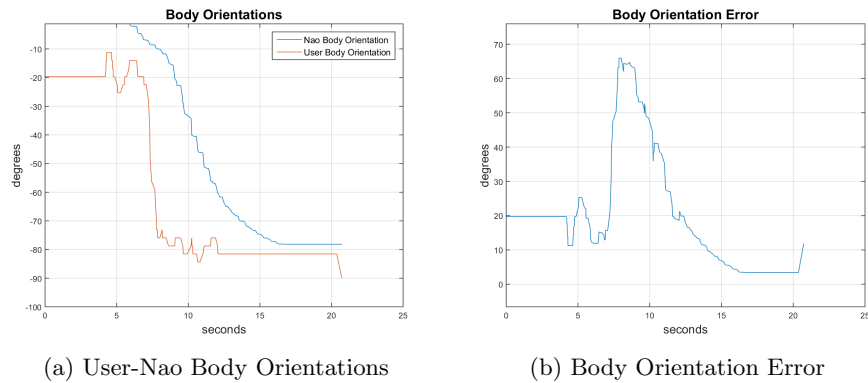 Body Orientations
Nao Body Orientation
User Body Orientation
-10
-20
-30
-40
-50
-60
-70
-80
-90
-100
degrees
0 5 10 15 20 25
seconds
(a) User-Nao Body Orientations
Body Orientation Error
70
60
50
40
30
20
10
0
degrees
0 5 10 15 20 25
seconds
(b) Body Orientation Error